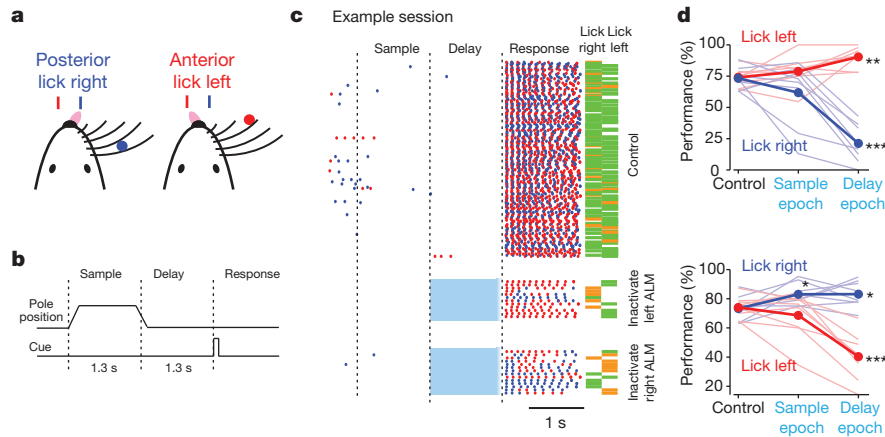 a
Posterior
lick right
Anterior
lick left
b
Sample
Delay
Response
Pole
position
Cue
1.3 s
1.3 s
c
Example session
Sample
Delay
Response
Lick
right
Lick
left
Control
Inactivate
left ALM
Inactivate
right ALM
1 s
d
Lick left
Performance (%)
100
75
50
25
0
**
***
Lick right
Control
Sample
epoch
Delay
epoch
Performance (%)
100
80
60
40
20
Lick right
*
*
***
Lick left
Control
Sample
epoch
Delay
epoch